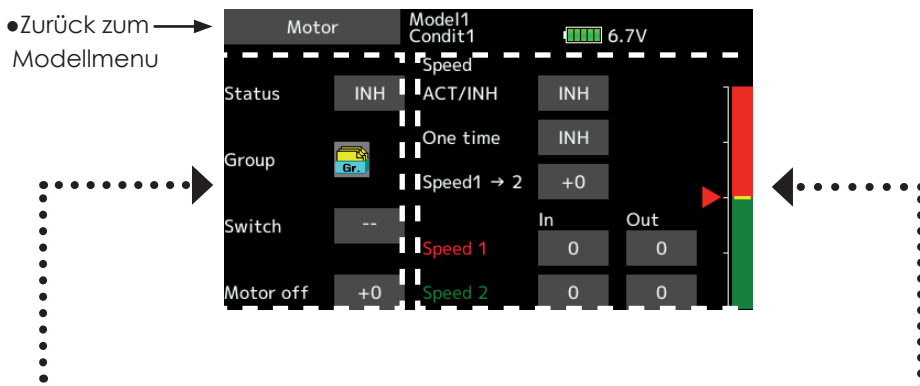 ●Zurück zum
Modellmenu
Motor
Model1
Condit1
6.7V
Speed
Status INH
ACT/INH INH
One time INH
Group Gr.
Speed1 → 2 +0
In Out
Switch --
Speed 1 0 0
Motor off +0
Speed 2 0 0